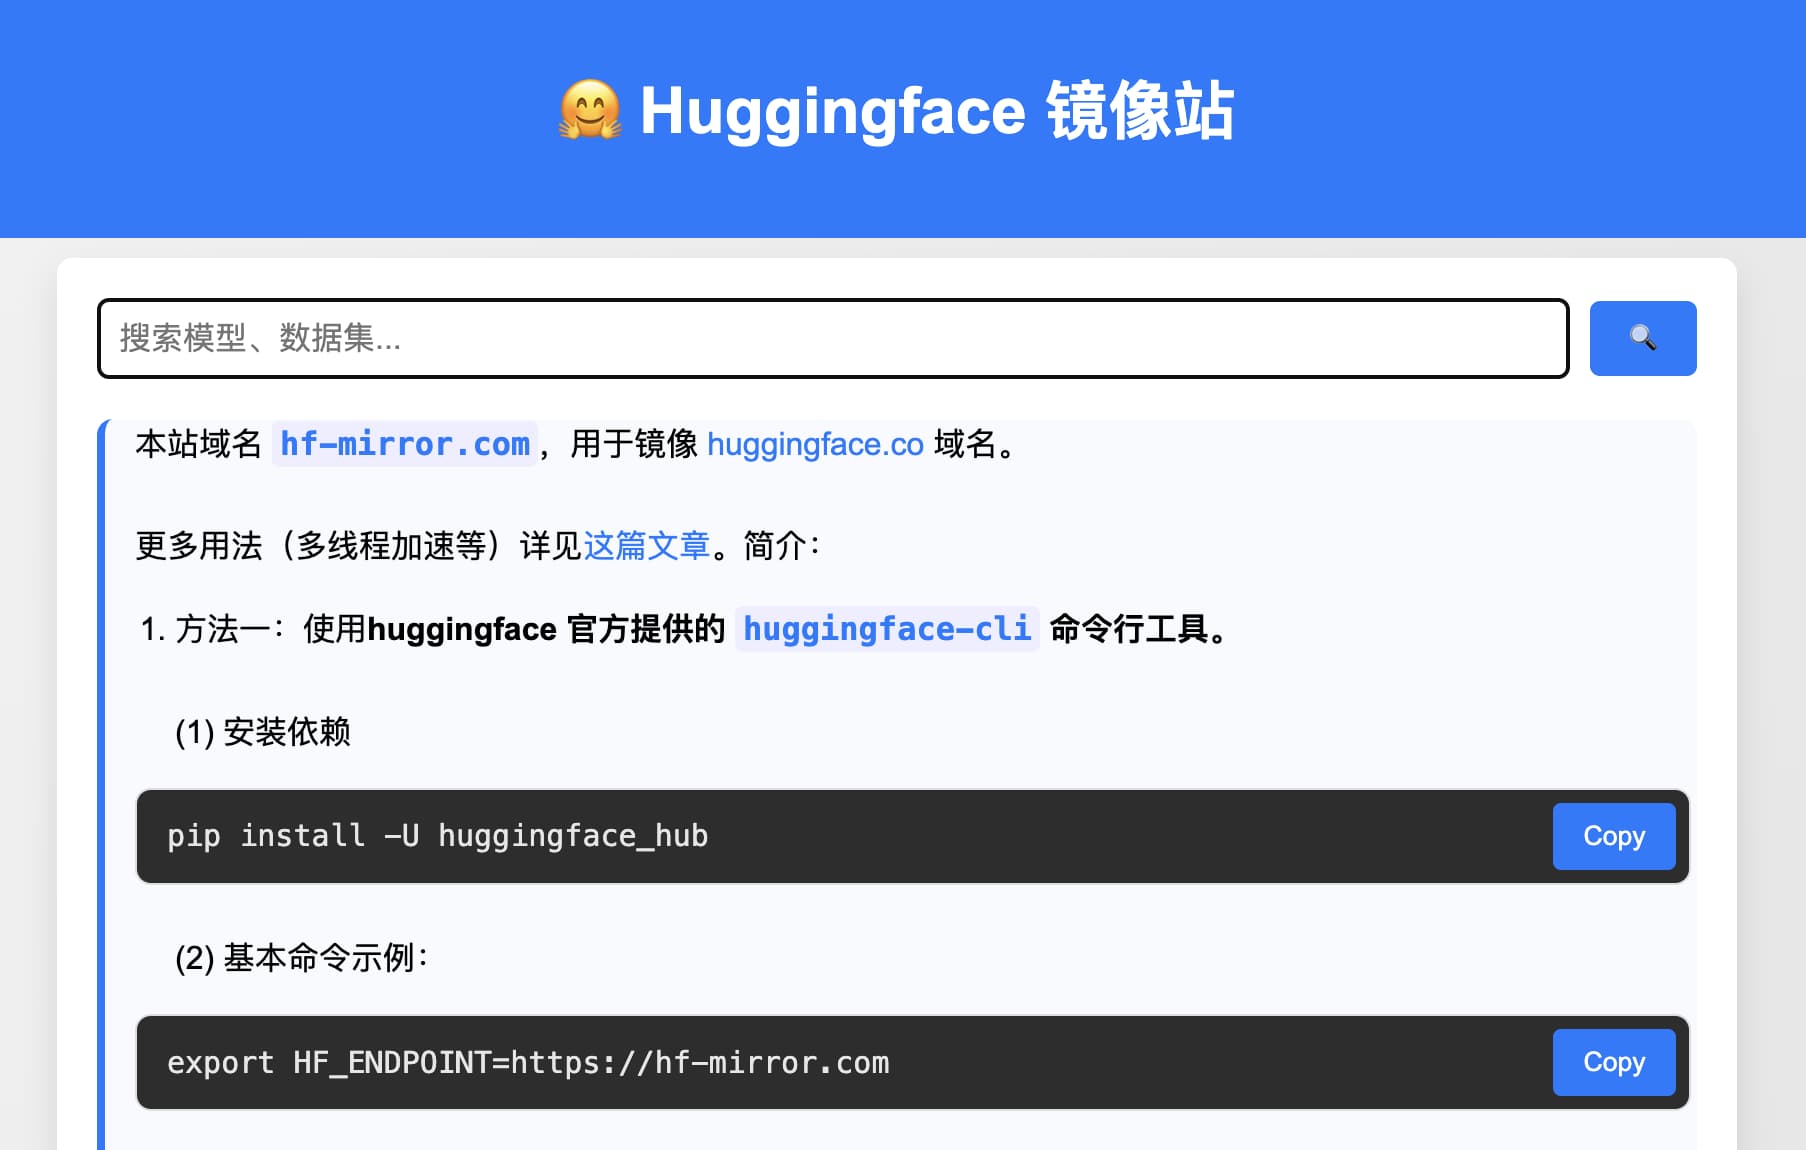 🤗 Huggingface 镜像站
搜索模型、数据集...
本站域名 hf-mirror.com，用于镜像 huggingface.co 域名。
更多用法（多线程加速等）详见这篇文章。简介：
1. 方法一：使用huggingface 官方提供的 huggingface-cli 命令行工具。
(1) 安装依赖
pip install -U huggingface_hub
Copy
(2) 基本命令示例：
export HF_ENDPOINT=https://hf-mirror.com
Copy